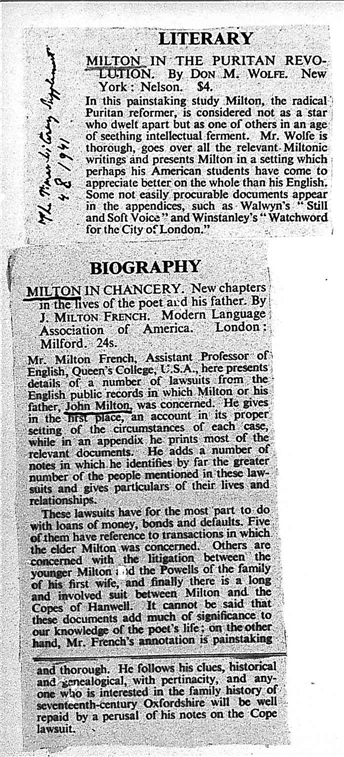 LITERARY
MILTON IN THE PURITAN REVO-
LUTION. By DON M. WOLFE. New
York: Nelson. $4.
In this painstaking study Milton, the radical
Puritan reformer, is considered not as a star
who dwelt apart but as one of others in an age
of seething intellectual ferment. Mr. Wolfe is
thorough, goes over all the relevant Miltonic
writings and presents Milton in a setting which
perhaps his American students have come to
appreciate better on the whole than his English.
Some not easily procurable documents appear
in the appendices, such as Walwyn's "Still
and Soft Voice" and Winstanley's "Watchword
for the City of London."
The Times Literary Supplement
4.8.1941.
BIOGRAPHY
MILTON IN CHANCERY. New chapters
in the lives of the poet and his father. By
J. MILTON FRENCH. Modern Language
Association of America. London:
Milford. 24s.
Mr. Milton French, Assistant Professor of
English, Queen's College, U.S.A., here presents
details of a number of lawsuits from the
English public records in which Milton or his
father, John Milton, was concerned. He gives
in the first place, an account in its proper
setting of the circumstances of each case,
while in an appendix he prints most of the
relevant documents. He adds a number of
notes in which he identifies by far the greater
number of the people mentioned in these law-
suits and gives particulars of their lives and
relationships.
These lawsuits have for the most part to do
with loans of money, bonds and defaults. Five
of them have reference to transactions in which
the elder Milton was concerned. Others are
concerned with the litigation between the
younger Milton and the Powells of the family
of his first wife, and finally there is a long
and involved suit between Milton and the
Copes of Hanwell. It cannot be said that
these documents add much of significance to
our knowledge of the poet's life; on the other
hand, Mr. French's annotation is painstaking
and thorough. He follows his clues, historical
and genealogical, with pertinacity, and any-
one who is interested in the family history of
seventeenth-century Oxfordshire will be well
repaid by a perusal of his notes on the Cope
lawsuit.